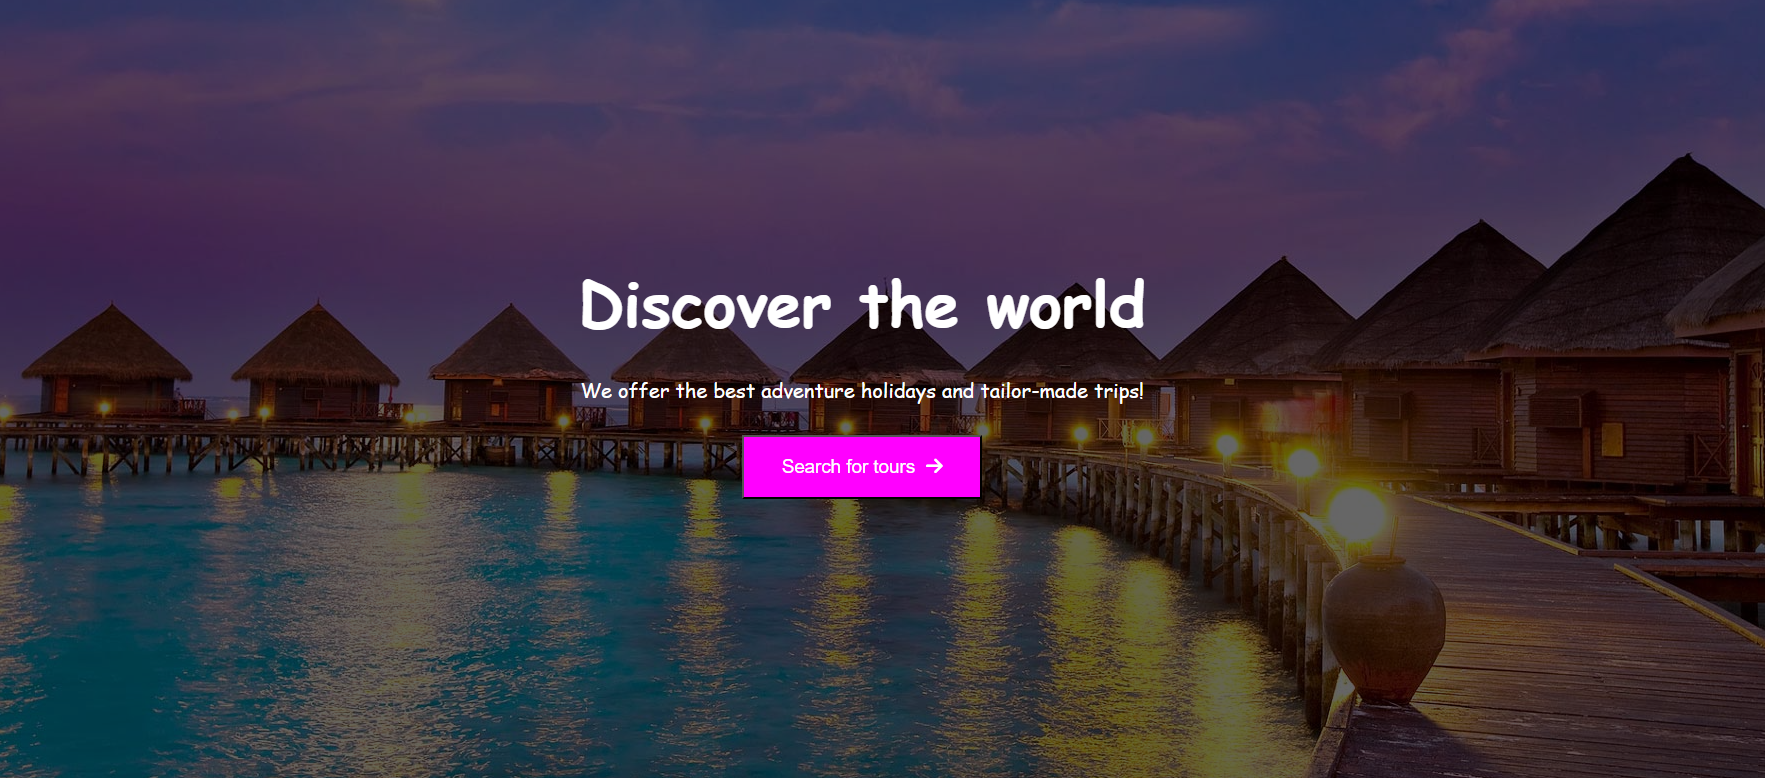 Discover the world
We offer the best adventure holidays and tailor-made trips!
Search for tours →